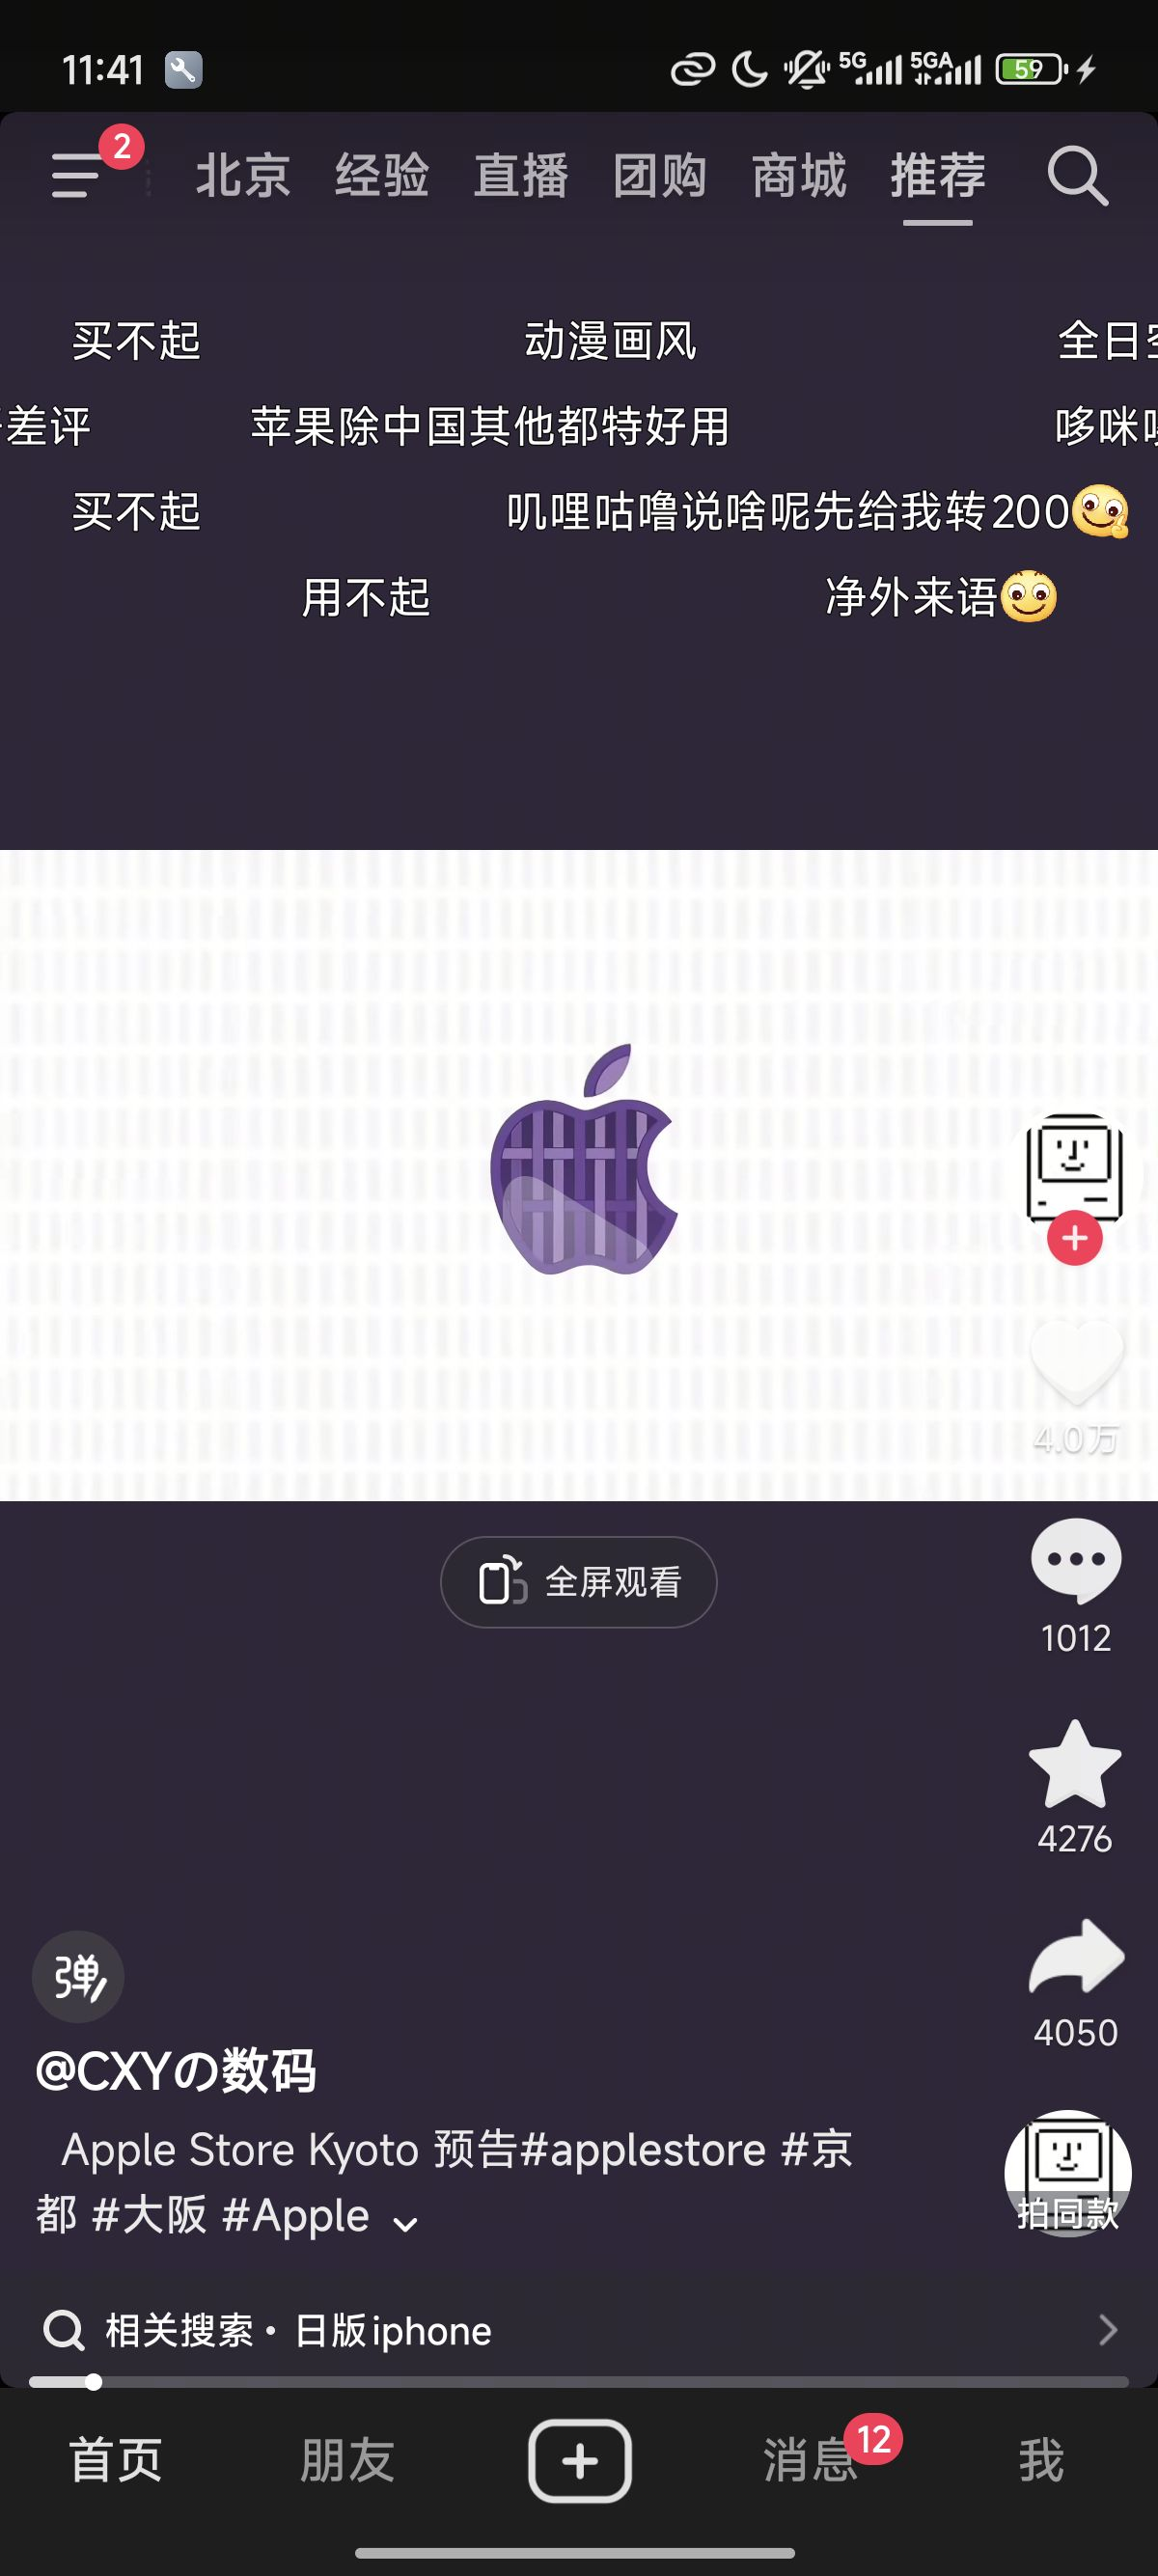 11:41
5G
5GA
59
2
北京 经验 直播 团购 商城 推荐
买不起 动漫画风 全日空
差评 苹果除中国其他都特好用 哆咪
买不起 叽哩咕噜说啥呢先给我转200
用不起 净外来语
4.0万
全屏观看
1012
4276
4050
弹
@CXYの数码
Apple Store Kyoto 预告#applestore #京
都 #大阪 #Apple
拍同款
相关搜索 · 日版iphone
首页 朋友 消息 12 我